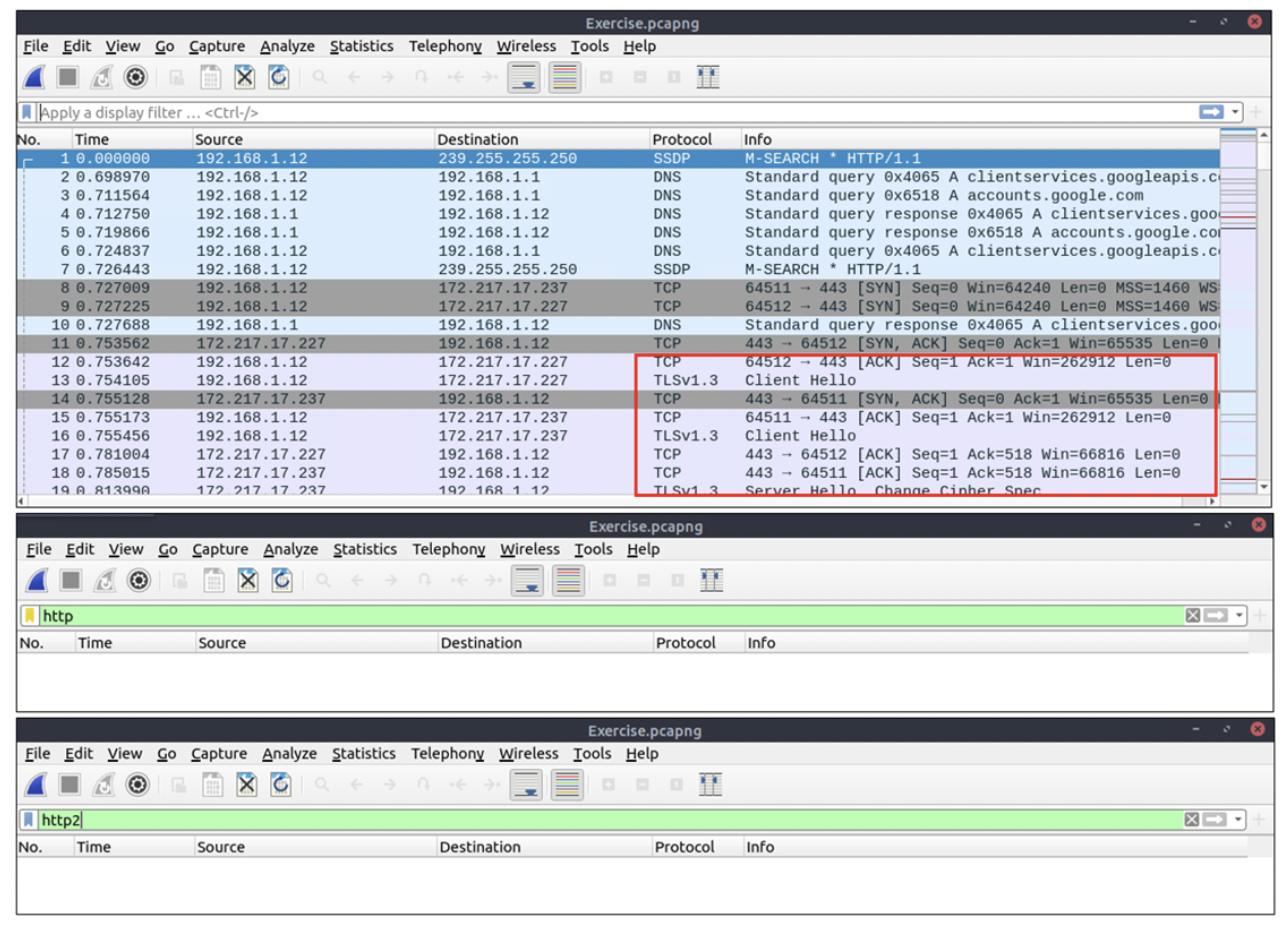 Exercise.pcapng
File Edit View Go Capture Analyze Statistics Telephony Wireless Tools Help
Apply a display filter ... <Ctrl-/>
No. Time Source Destination Protocol Info
1 0.000000 192.168.1.12 239.255.255.250 SSDP M-SEARCH * HTTP/1.1
2 0.698970 192.168.1.12 192.168.1.1 DNS Standard query 0x4065 A clientservices.googleapis.c
3 0.711564 192.168.1.12 192.168.1.1 DNS Standard query 0x6518 A accounts.google.com
4 0.712750 192.168.1.1 192.168.1.12 DNS Standard query response 0x4065 A clientservices.goo
5 0.719866 192.168.1.1 192.168.1.12 DNS Standard query response 0x6518 A accounts.google.co
6 0.724837 192.168.1.12 192.168.1.1 DNS Standard query 0x4065 A clientservices.googleapis.c
7 0.726443 192.168.1.12 239.255.255.250 SSDP M-SEARCH * HTTP/1.1
8 0.727009 192.168.1.12 172.217.17.237 TCP 64511 → 443 [SYN] Seq=0 Win=64240 Len=0 MSS=1460 WS
9 0.727225 192.168.1.12 172.217.17.227 TCP 64512 → 443 [SYN] Seq=0 Win=64240 Len=0 MSS=1460 WS
10 0.727688 192.168.1.1 192.168.1.12 DNS Standard query response 0x4065 A clientservices.goo
11 0.753562 172.217.17.227 192.168.1.12 TCP 443 → 64512 [SYN, ACK] Seq=0 Ack=1 Win=65535 Len=0
12 0.753642 192.168.1.12 172.217.17.227 TCP 64512 → 443 [ACK] Seq=1 Ack=1 Win=262912 Len=0
13 0.754105 192.168.1.12 172.217.17.227 TLSv1.3 Client Hello
14 0.755128 172.217.17.237 192.168.1.12 TCP 443 → 64511 [SYN, ACK] Seq=0 Ack=1 Win=65535 Len=0
15 0.755173 192.168.1.12 172.217.17.237 TCP 64511 → 443 [ACK] Seq=1 Ack=1 Win=262912 Len=0
16 0.755456 192.168.1.12 172.217.17.237 TLSv1.3 Client Hello
17 0.781004 172.217.17.227 192.168.1.12 TCP 443 → 64512 [ACK] Seq=1 Ack=518 Win=66816 Len=0
18 0.785015 172.217.17.237 192.168.1.12 TCP 443 → 64511 [ACK] Seq=1 Ack=518 Win=66816 Len=0
19 0.813990 172.217.17.237 192.168.1.12 TLSv1.3 Server Hello, Change Cipher Spec
Exercise.pcapng
File Edit View Go Capture Analyze Statistics Telephony Wireless Tools Help
http
No. Time Source Destination Protocol Info
Exercise.pcapng
File Edit View Go Capture Analyze Statistics Telephony Wireless Tools Help
http2
No. Time Source Destination Protocol Info